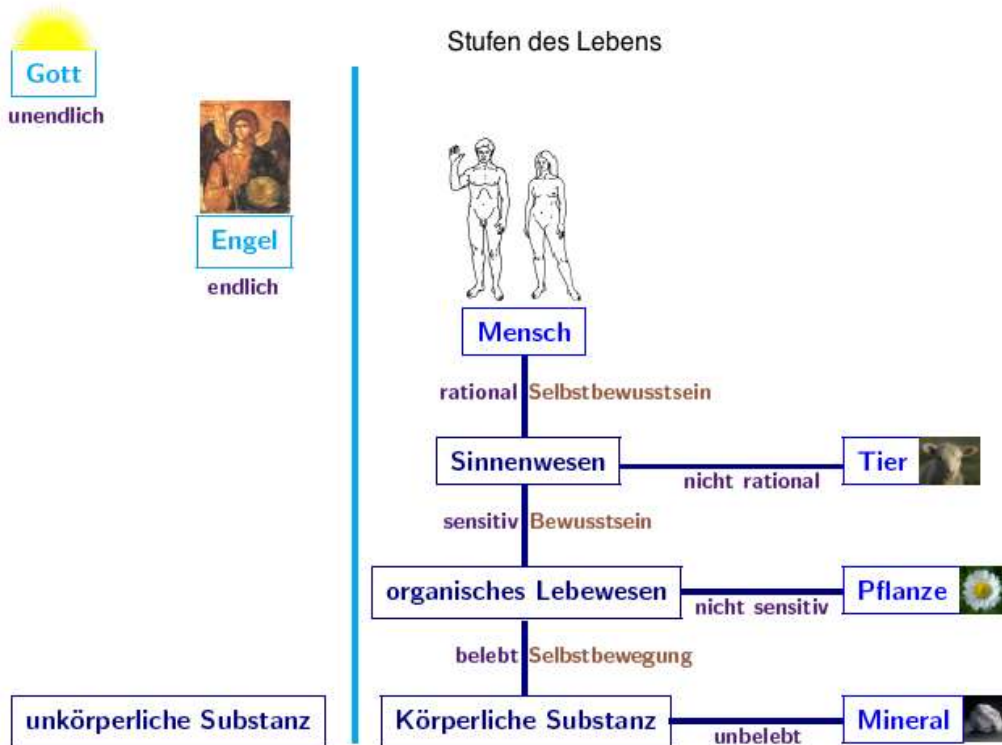 Stufen des Lebens
Gott
unendlich
Engel
endlich
Mensch
rational Selbstbewusstsein
Sinnenwesen
nicht rational
Tier
sensitiv Bewusstsein
organisches Lebewesen
nicht sensitiv
Pflanze
belebt Selbstbewegung
unkörperliche Substanz
Körperliche Substanz
unbelebt
Mineral